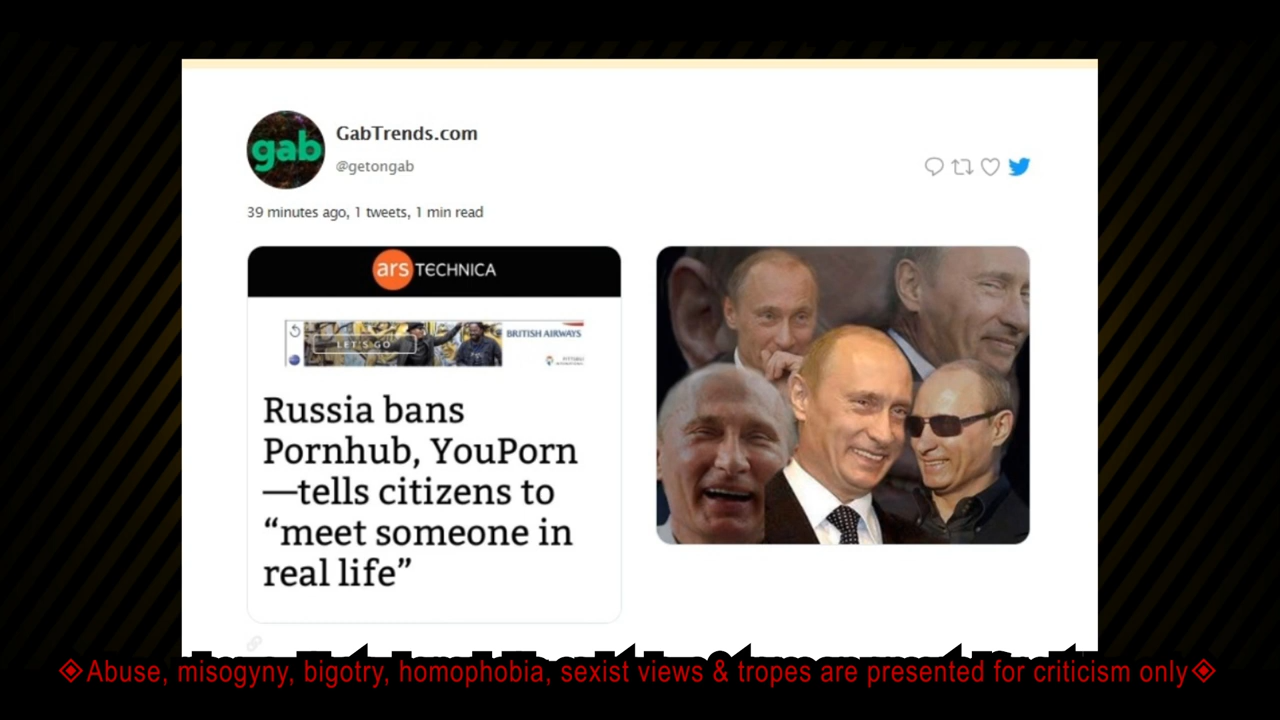 gab
GabTrends.com
@getongab
39 minutes ago, 1 tweets, 1 min read
ars TECHNICA
LET'S GO
BRITISH AIRWAYS
Russia bans
Pornhub, YouPorn
—tells citizens to
“meet someone in
real life”
Abuse, misogyny, bigotry, homophobia, sexist views & tropes are presented for criticism only